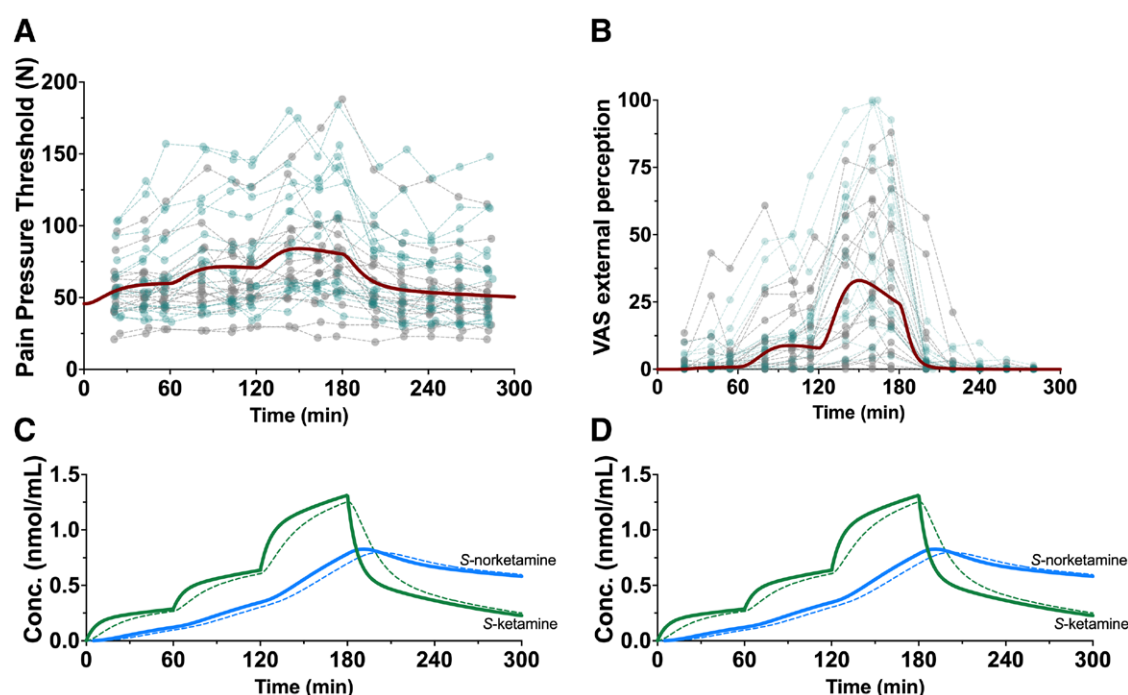 A
Pain Pressure Threshold (N)
200
150
100
50
0
0 60 120 180 240 300
Time (min)
B
VAS external perception
100
75
50
25
0
0 60 120 180 240 300
Time (min)
C
Conc. (nmol/mL)
1.5
1.0
0.5
0.0
S-norketamine
S-ketamine
0 60 120 180 240 300
Time (min)
D
Conc. (nmol/mL)
1.5
1.0
0.5
0.0
S-norketamine
S-ketamine
0 60 120 180 240 300
Time (min)